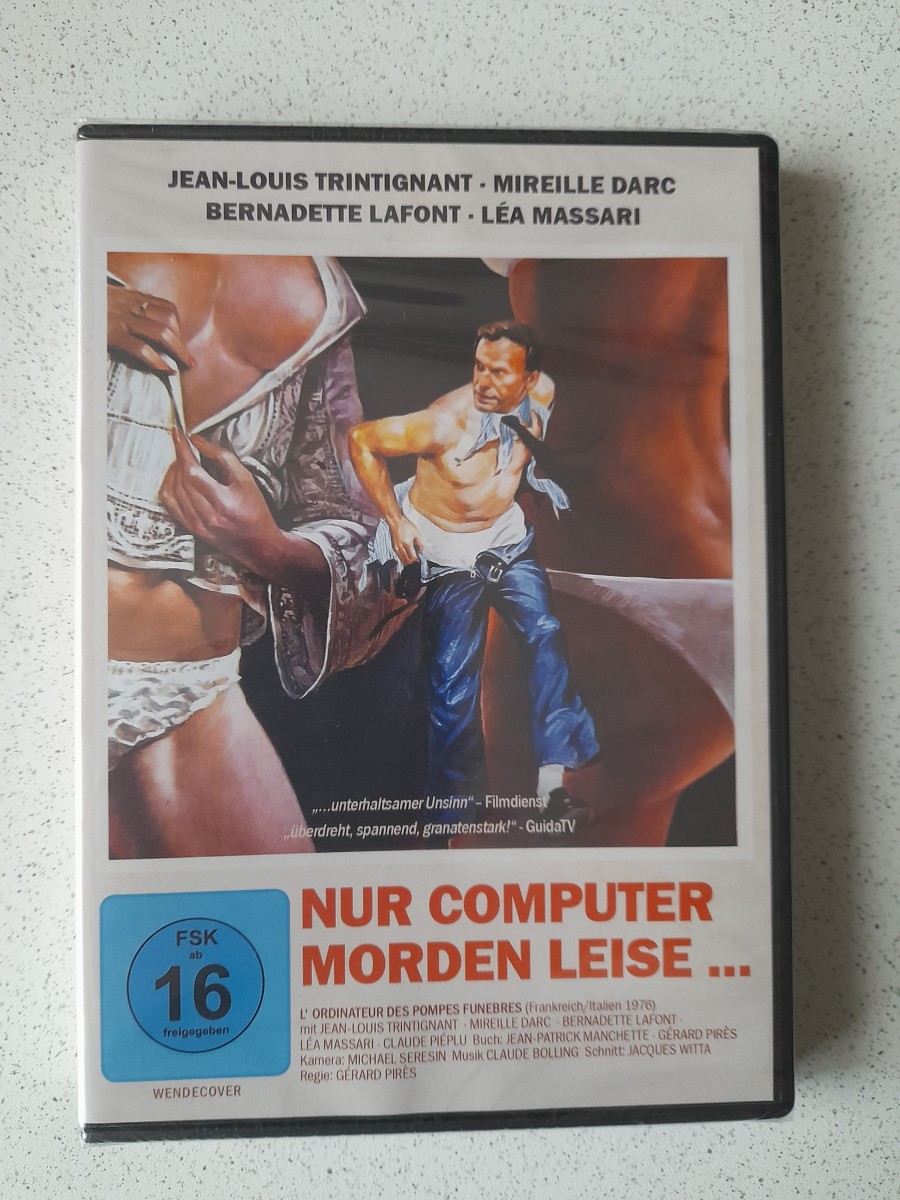 JEAN-LOUIS TRINTIGNANT · MIREILLE DARC
BERNADETTE LAFONT · LÉA MASSARI
„...unterhaltsamer Unsinn“ – Filmdienst
„überdreht, spannend, granatenstark!“ - GuidaTV
FSK
ab
16
freigegeben
WENDECOVER
NUR COMPUTER
MORDEN LEISE ...
L' ORDINATEUR DES POMPES FUNEBRES (Frankreich/Italien 1976)
mit JEAN-LOUIS TRINTIGNANT · MIREILLE DARC · BERNADETTE LAFONT ·
LÉA MASSARI · CLAUDE PIÉPLU Buch: JEAN-PATRICK MANCHETTE · GÉRARD PIRÈS
Kamera: MICHAEL SERESIN Musik CLAUDE BOLLING Schnitt: JACQUES WITTA
Regie: GÉRARD PIRÈS